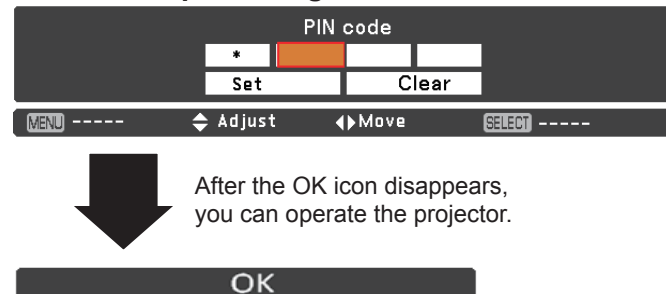 PIN code
*
Set Clear
MENU ----- Adjust Move SELECT -----
After the OK icon disappears,
you can operate the projector.
OK